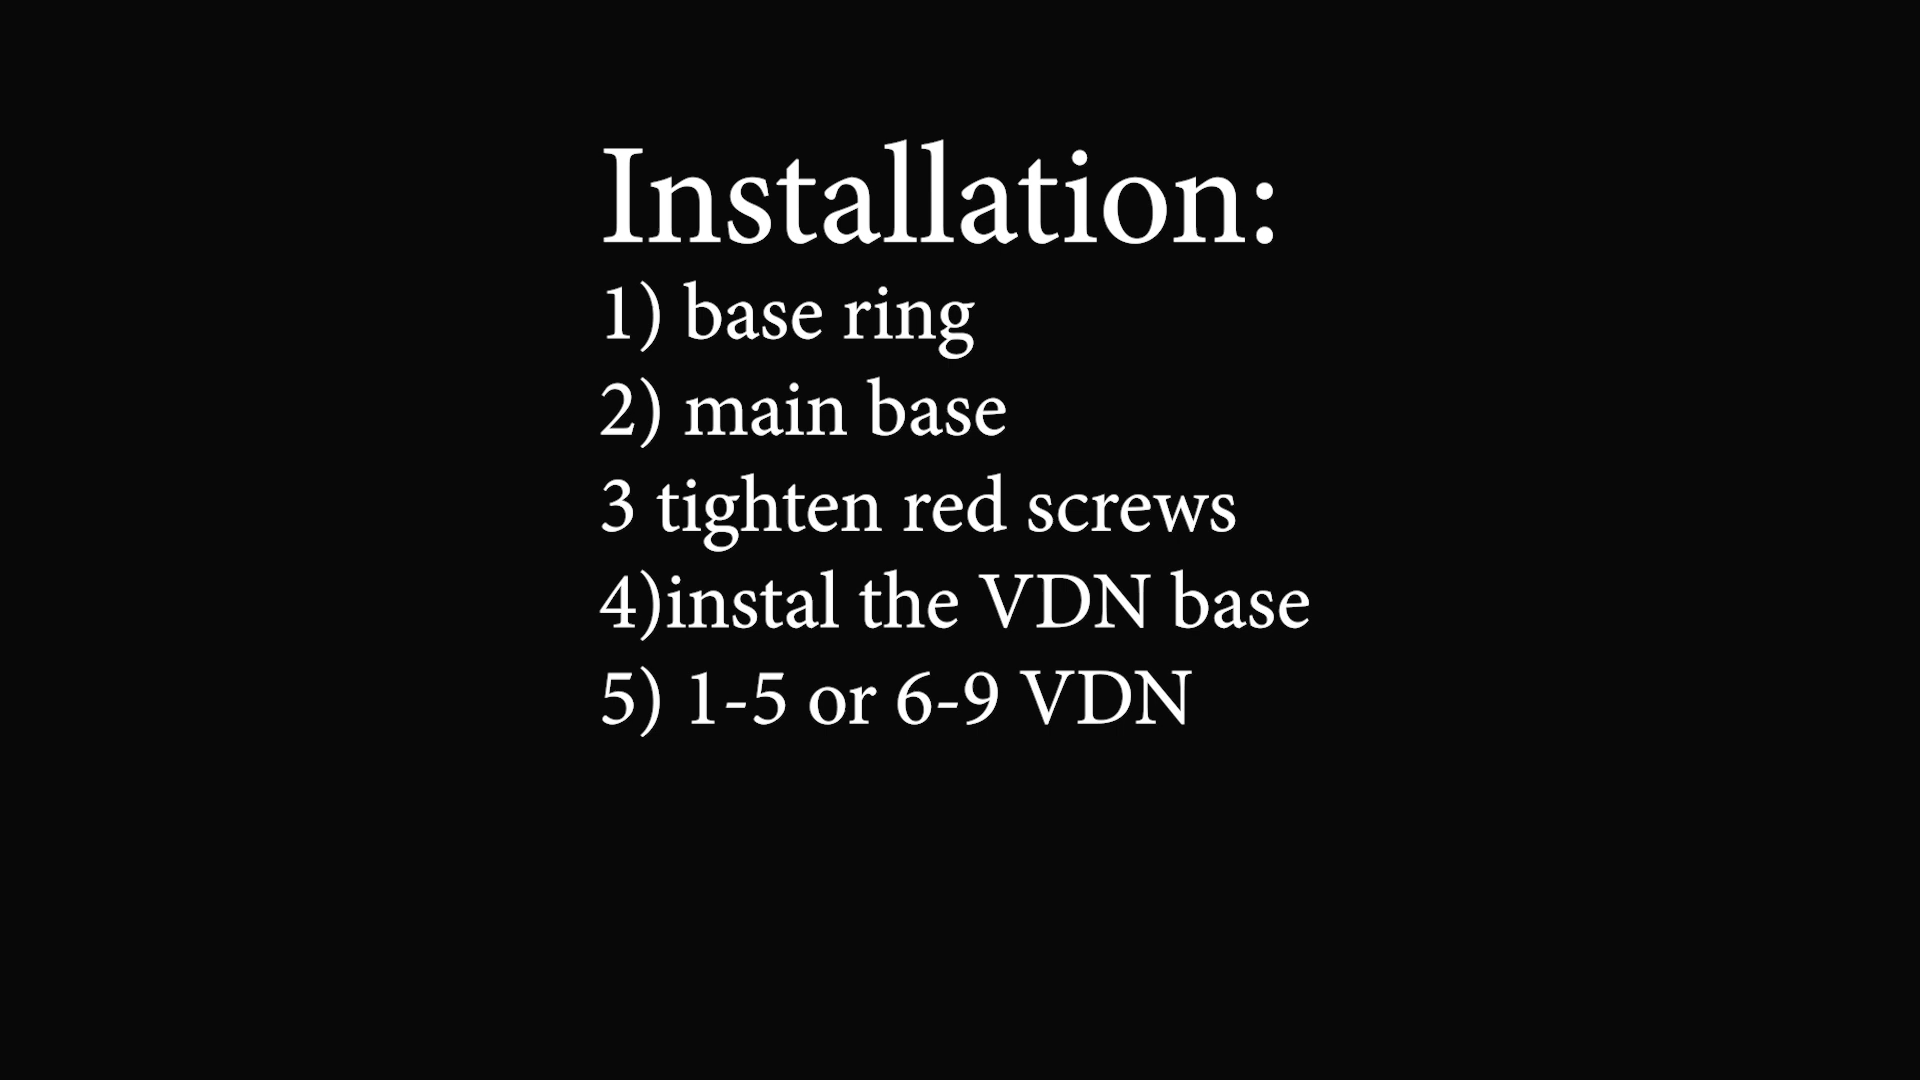 Installation:
1) base ring
2) main base
3 tighten red screws
4)instal the VDN base
5) 1-5 or 6-9 VDN